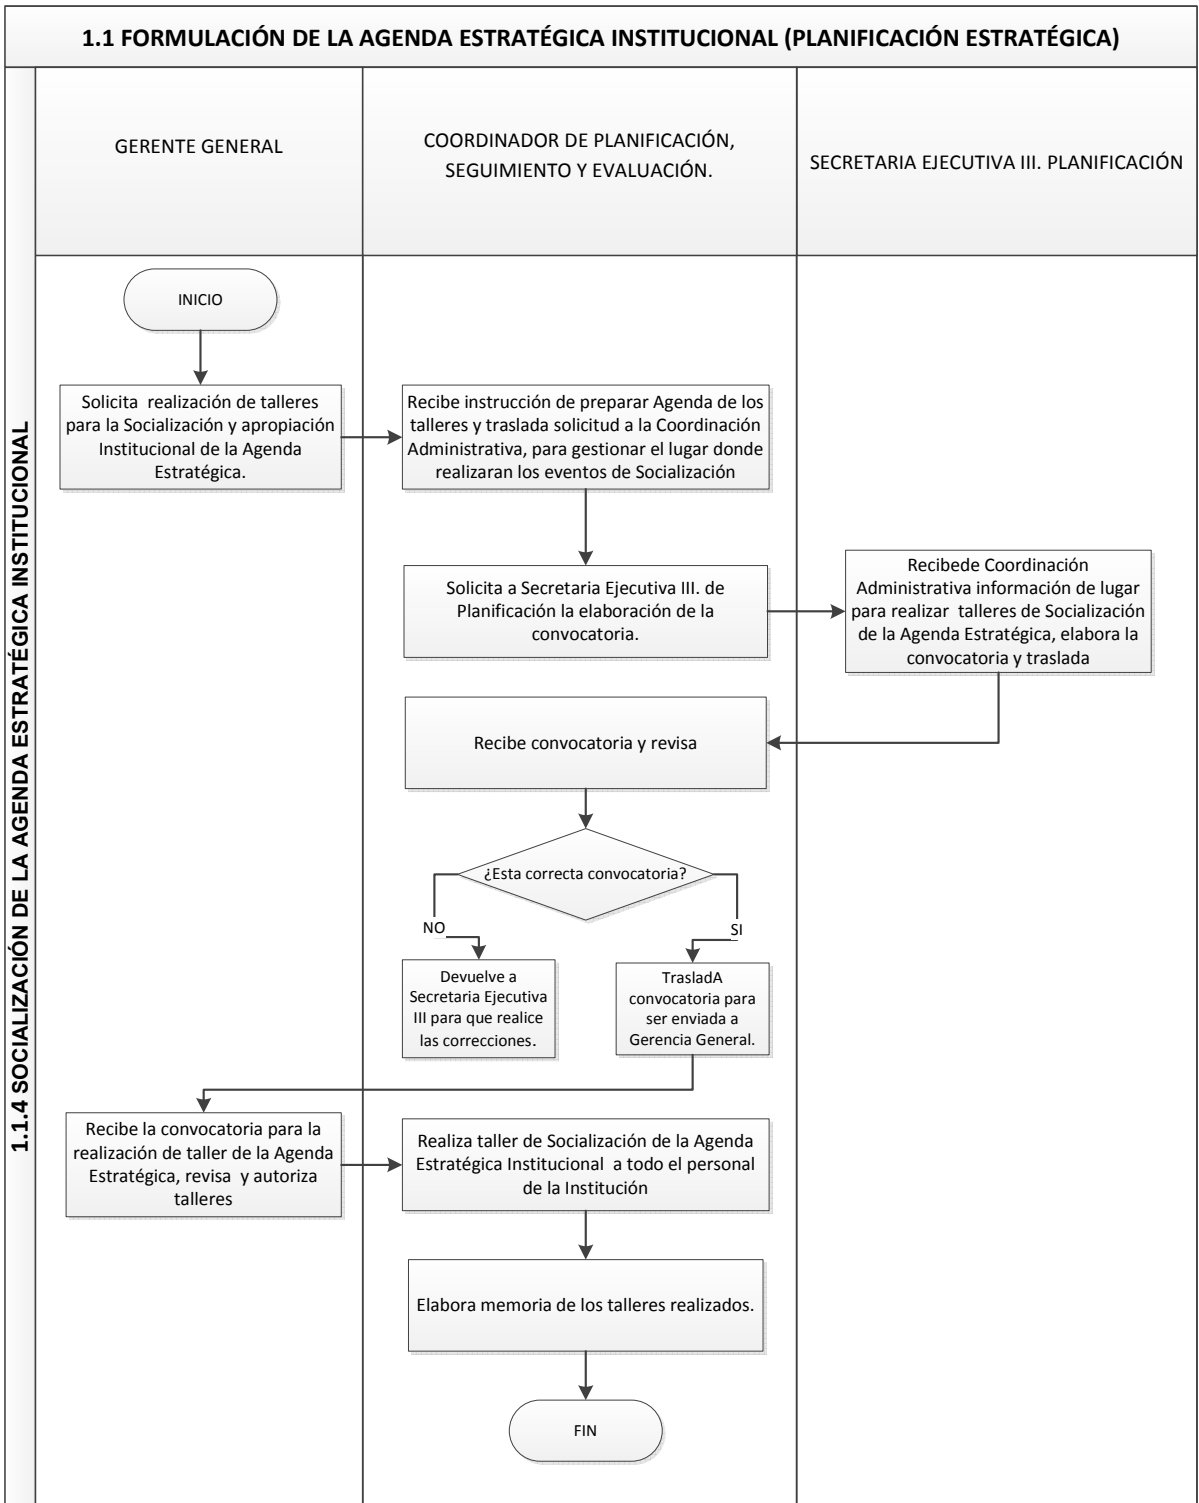 1.1 FORMULACIÓN DE LA AGENDA ESTRATÉGICA INSTITUCIONAL (PLANIFICACIÓN ESTRATÉGICA)
1.1.4 SOCIALIZACIÓN DE LA AGENDA ESTRATÉGICA INSTITUCIONAL
GERENTE GENERAL
COORDINADOR DE PLANIFICACIÓN,
SEGUIMIENTO Y EVALUACIÓN.
SECRETARIA EJECUTIVA III. PLANIFICACIÓN
INICIO
Solicita realización de talleres
para la Socialización y apropiación
Institucional de la Agenda
Estratégica.
Recibe instrucción de preparar Agenda de los
talleres y traslada solicitud a la Coordinación
Administrativa, para gestionar el lugar donde
realizaran los eventos de Socialización
Solicita a Secretaria Ejecutiva III. de
Planificación la elaboración de la
convocatoria.
Recibede Coordinación
Administrativa información de lugar
para realizar talleres de Socialización
de la Agenda Estratégica, elabora la
convocatoria y traslada
Recibe convocatoria y revisa
¿Esta correcta convocatoria?
NO
SI
Devuelve a
Secretaria Ejecutiva
III para que realice
las correcciones.
TrasladA
convocatoria para
ser enviada a
Gerencia General.
Recibe la convocatoria para la
realización de taller de la Agenda
Estratégica, revisa y autoriza
talleres
Realiza taller de Socialización de la Agenda
Estratégica Institucional a todo el personal
de la Institución
Elabora memoria de los talleres realizados.
FIN